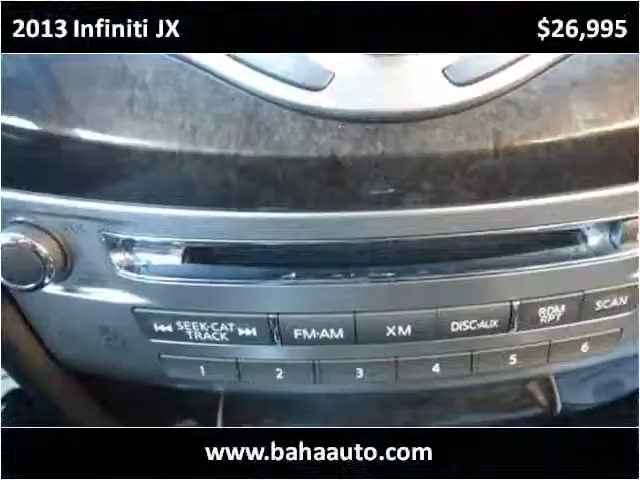 2013 Infiniti JX
$26,995
VOL
SEEK·CAT
TRACK
FM·AM
XM
DISC·AUX
RDM
RPT
SCAN
1
2
3
4
5
6
www.bahaauto.com